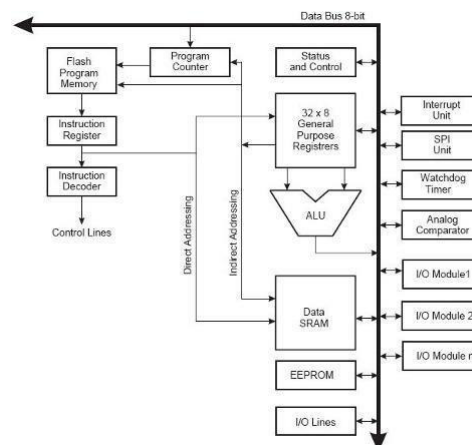 Data Bus 8-bit
Flash
Program
Memory
Program
Counter
Status
and Control
32 x 8
General
Purpose
Registrers
Instruction
Register
Instruction
Decoder
Control Lines
Direct Addressing
Indirect Addressing
ALU
Interrupt
Unit
SPI
Unit
Watchdog
Timer
Analog
Comparator
I/O Module1
Data
SRAM
I/O Module 2
I/O Module n
EEPROM
I/O Lines